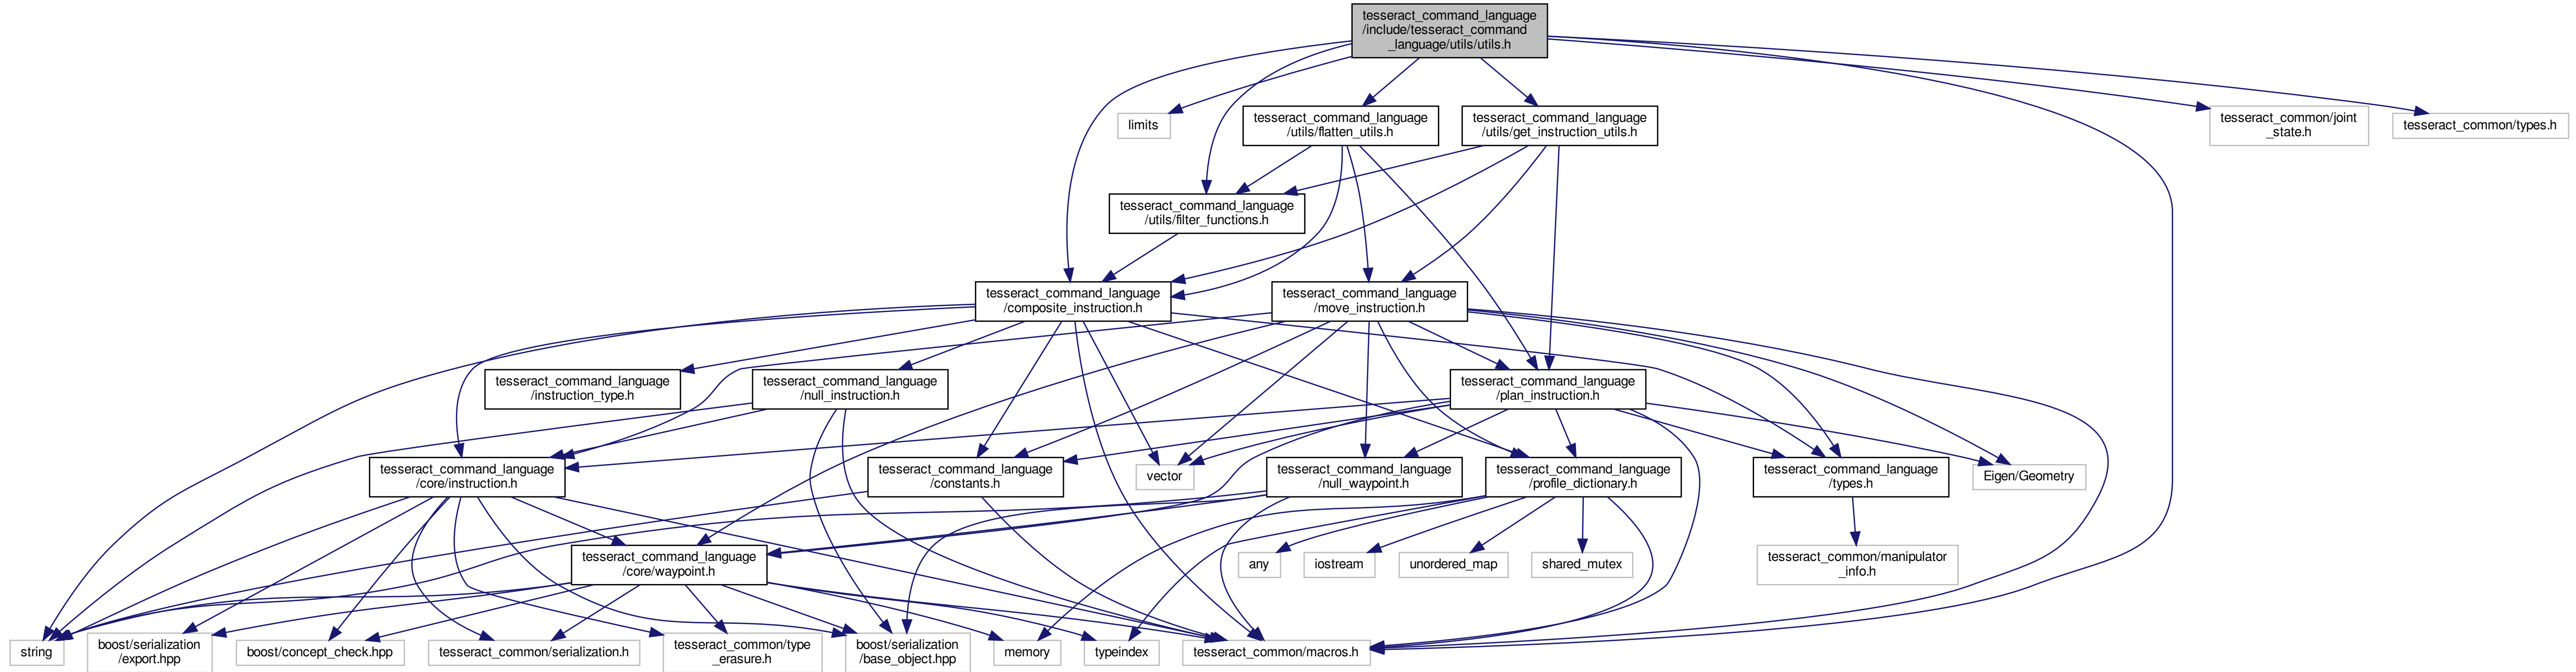 tesseract_command_language
/include/tesseract_command
_language/utils/utils.h
limits
tesseract_command_language
/utils/flatten_utils.h
tesseract_command_language
/utils/get_instruction_utils.h
tesseract_common/joint
_state.h
tesseract_common/types.h
tesseract_command_language
/utils/filter_functions.h
tesseract_command_language
/composite_instruction.h
tesseract_command_language
/move_instruction.h
tesseract_command_language
/instruction_type.h
tesseract_command_language
/null_instruction.h
tesseract_command_language
/plan_instruction.h
tesseract_command_language
/core/instruction.h
tesseract_command_language
/constants.h
vector
tesseract_command_language
/null_waypoint.h
tesseract_command_language
/profile_dictionary.h
tesseract_command_language
/types.h
Eigen/Geometry
tesseract_command_language
/core/waypoint.h
any
iostream
unordered_map
shared_mutex
tesseract_common/manipulator
_info.h
string
boost/serialization
/export.hpp
boost/concept_check.hpp
tesseract_common/serialization.h
tesseract_common/type
_erasure.h
boost/serialization
/base_object.hpp
memory
typeindex
tesseract_common/macros.h